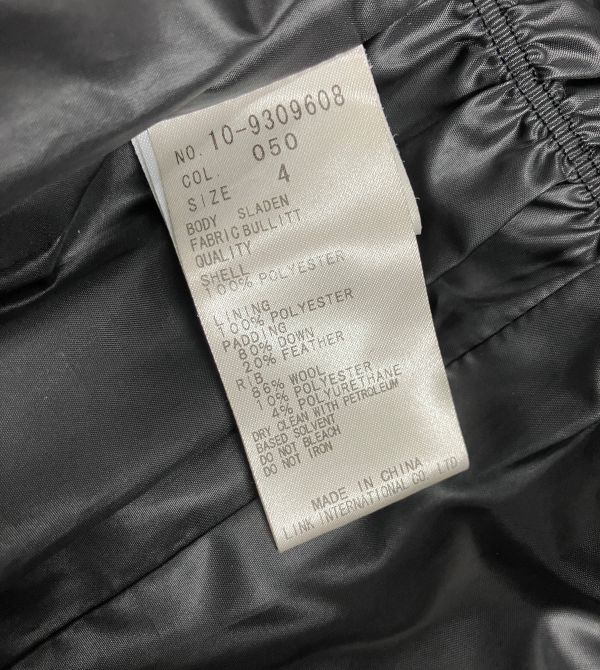 NO. 10-9309608
COL. 050
SIZE 4
BODY SLADEN
FABRIC BULLITT
QUALITY
SHELL
100% POLYESTER
LINING
100% POLYESTER
PADDING
80% DOWN
20% FEATHER
RIB
86% WOOL
10% POLYESTER
4% POLYURETHANE
DRY CLEAN WITH PETROLEUM
BASED SOLVENT
DO NOT BLEACH
DO NOT IRON
MADE IN CHINA
LINK INTERNATIONAL CO. LTD.